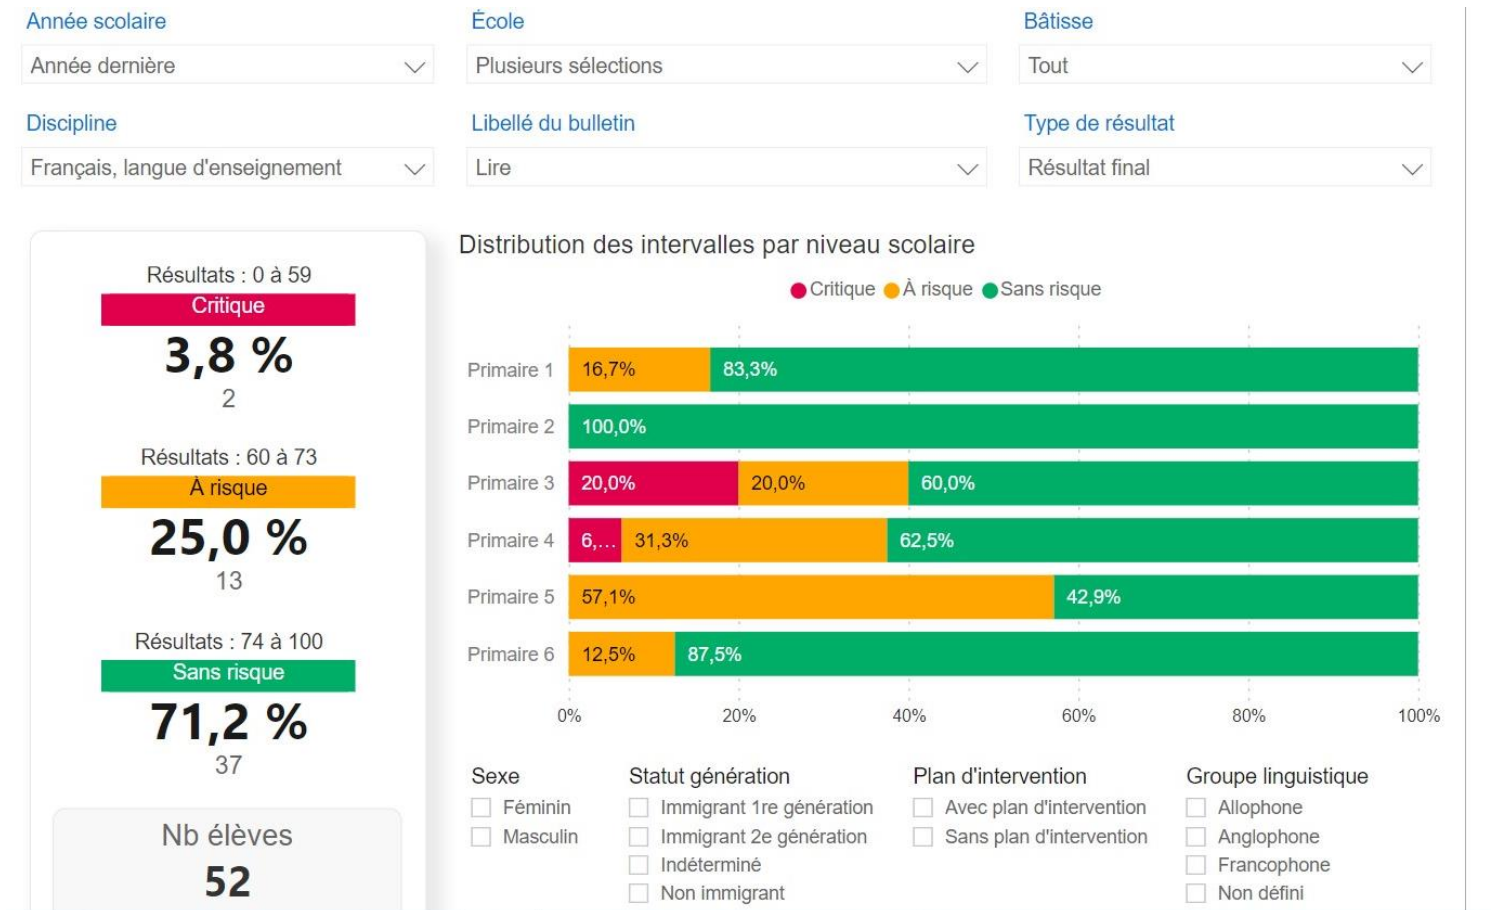 Année scolaire
École
Bâtisse
Année dernière
Plusieurs sélections
Tout
Discipline
Libellé du bulletin
Type de résultat
Français, langue d'enseignement
Lire
Résultat final
Résultats : 0 à 59
Critique
3,8 %
2
Résultats : 60 à 73
À risque
25,0 %
13
Résultats : 74 à 100
Sans risque
71,2 %
37
Nb élèves
52
Distribution des intervalles par niveau scolaire
Critique À risque Sans risque
Primaire 1 16,7% 83,3%
Primaire 2 100,0%
Primaire 3 20,0% 20,0% 60,0%
Primaire 4 6,... 31,3% 62,5%
Primaire 5 57,1% 42,9%
Primaire 6 12,5% 87,5%
0% 20% 40% 60% 80% 100%
Sexe
Féminin
Masculin
Statut génération
Immigrant 1re génération
Immigrant 2e génération
Indéterminé
Non immigrant
Plan d'intervention
Avec plan d'intervention
Sans plan d'intervention
Groupe linguistique
Allophone
Anglophone
Francophone
Non défini